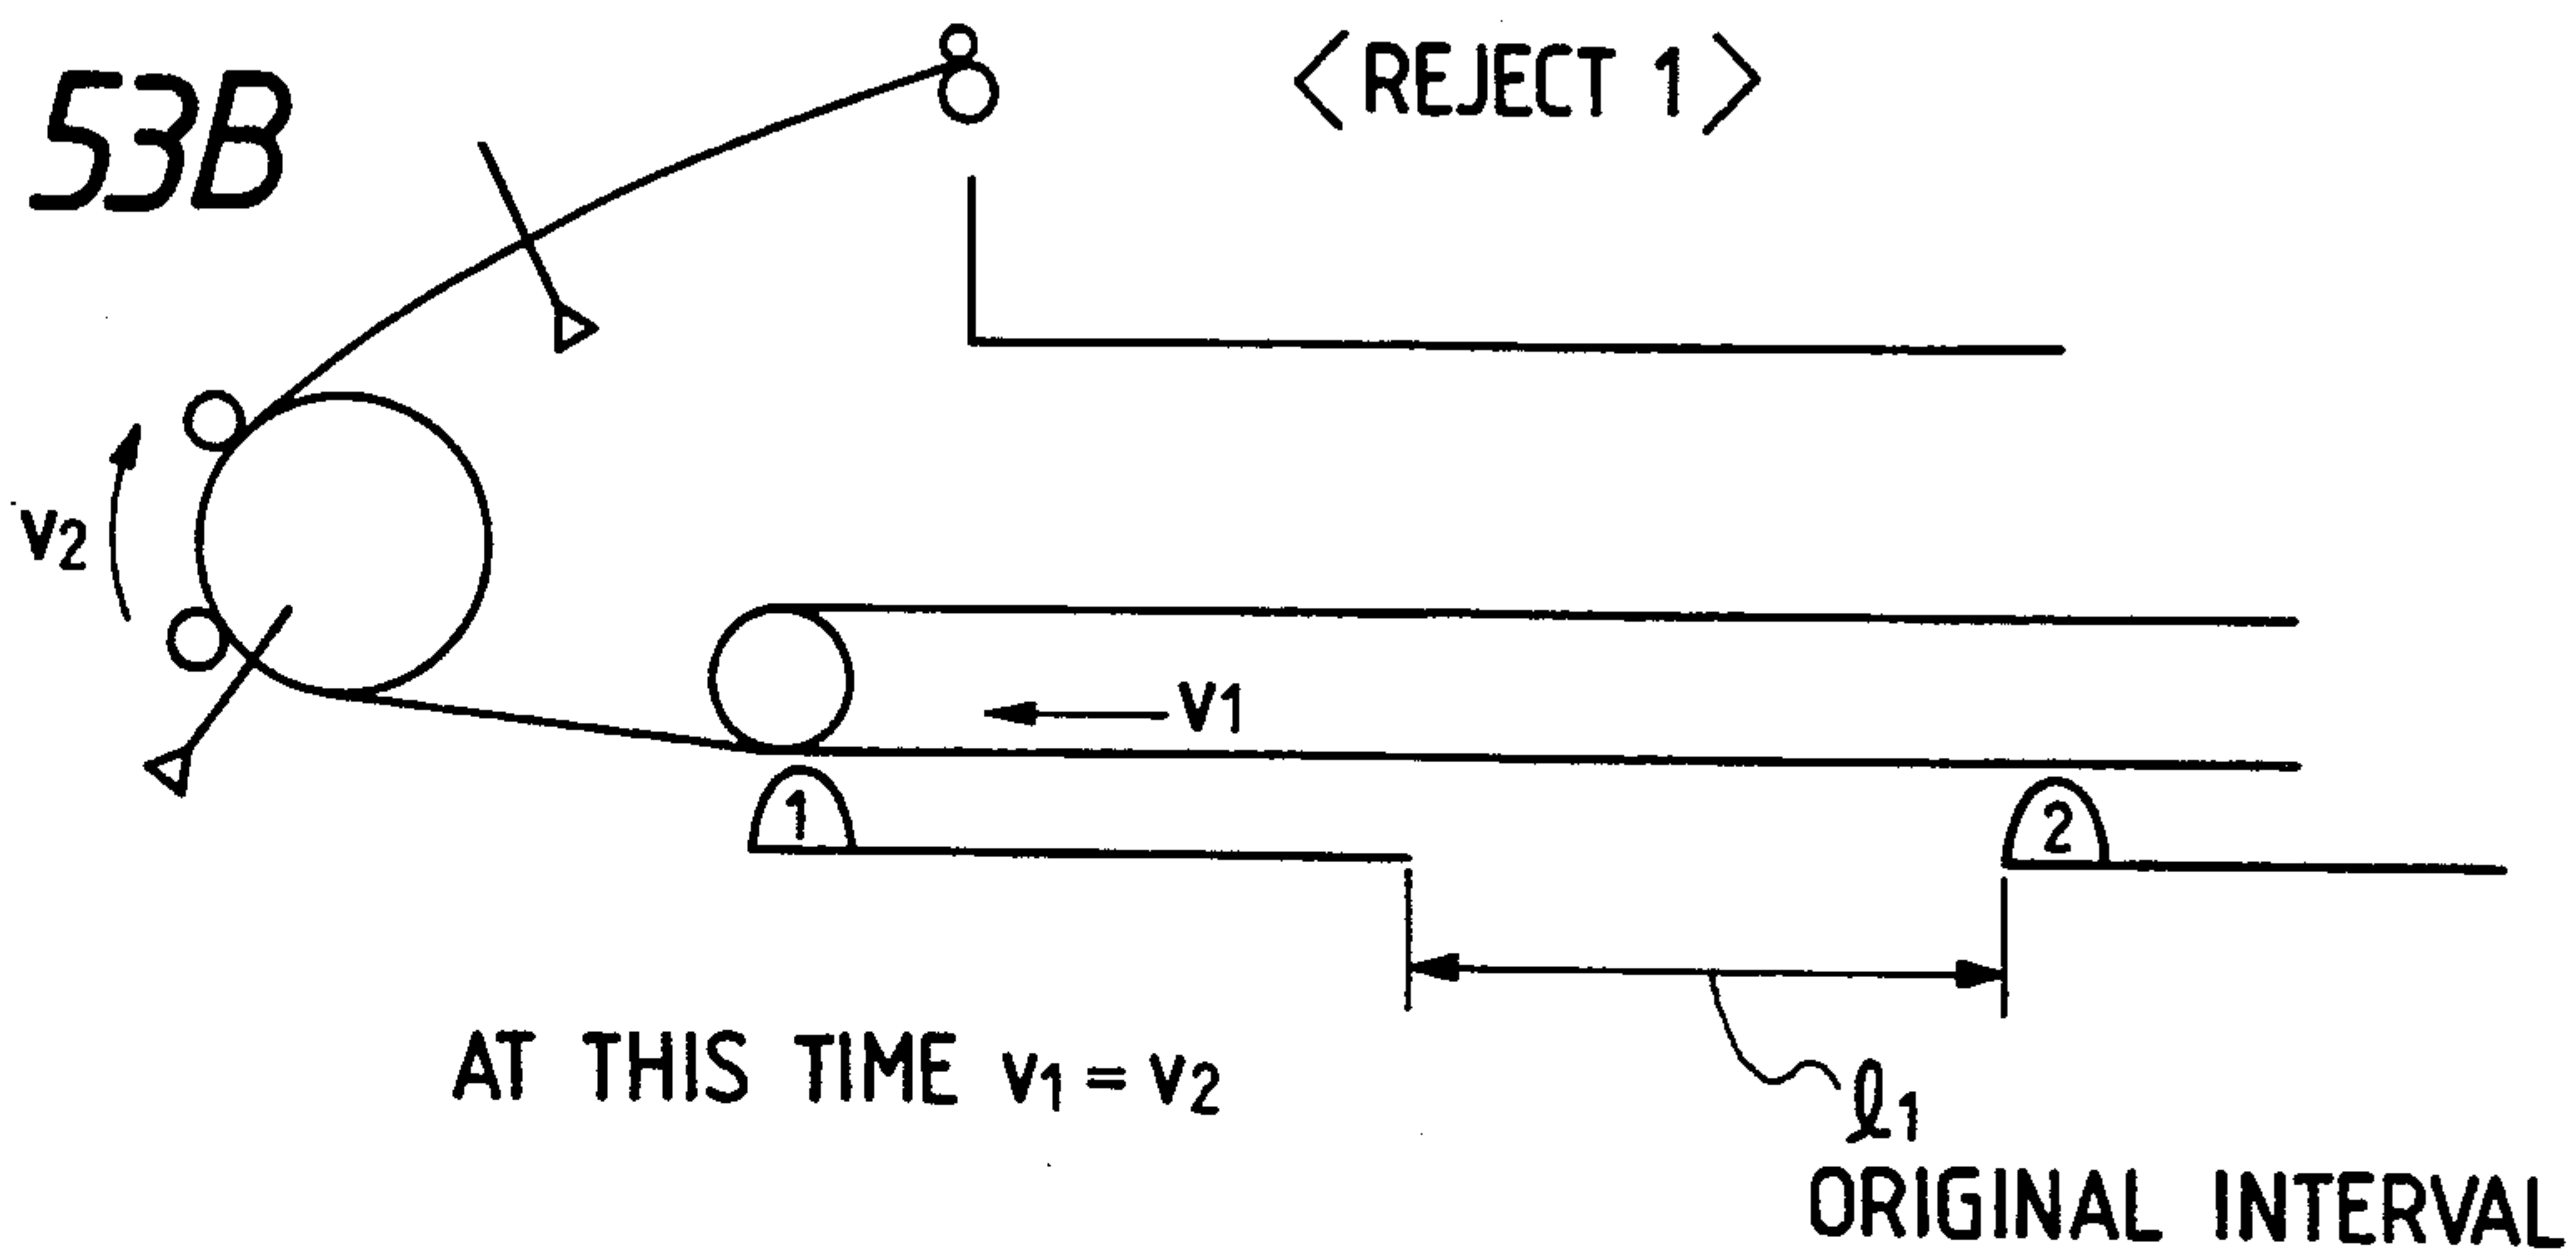 53B
〈REJECT 1〉
v2
v1
1
2
AT THIS TIME v1 = v2
ℓ1
ORIGINAL INTERVAL